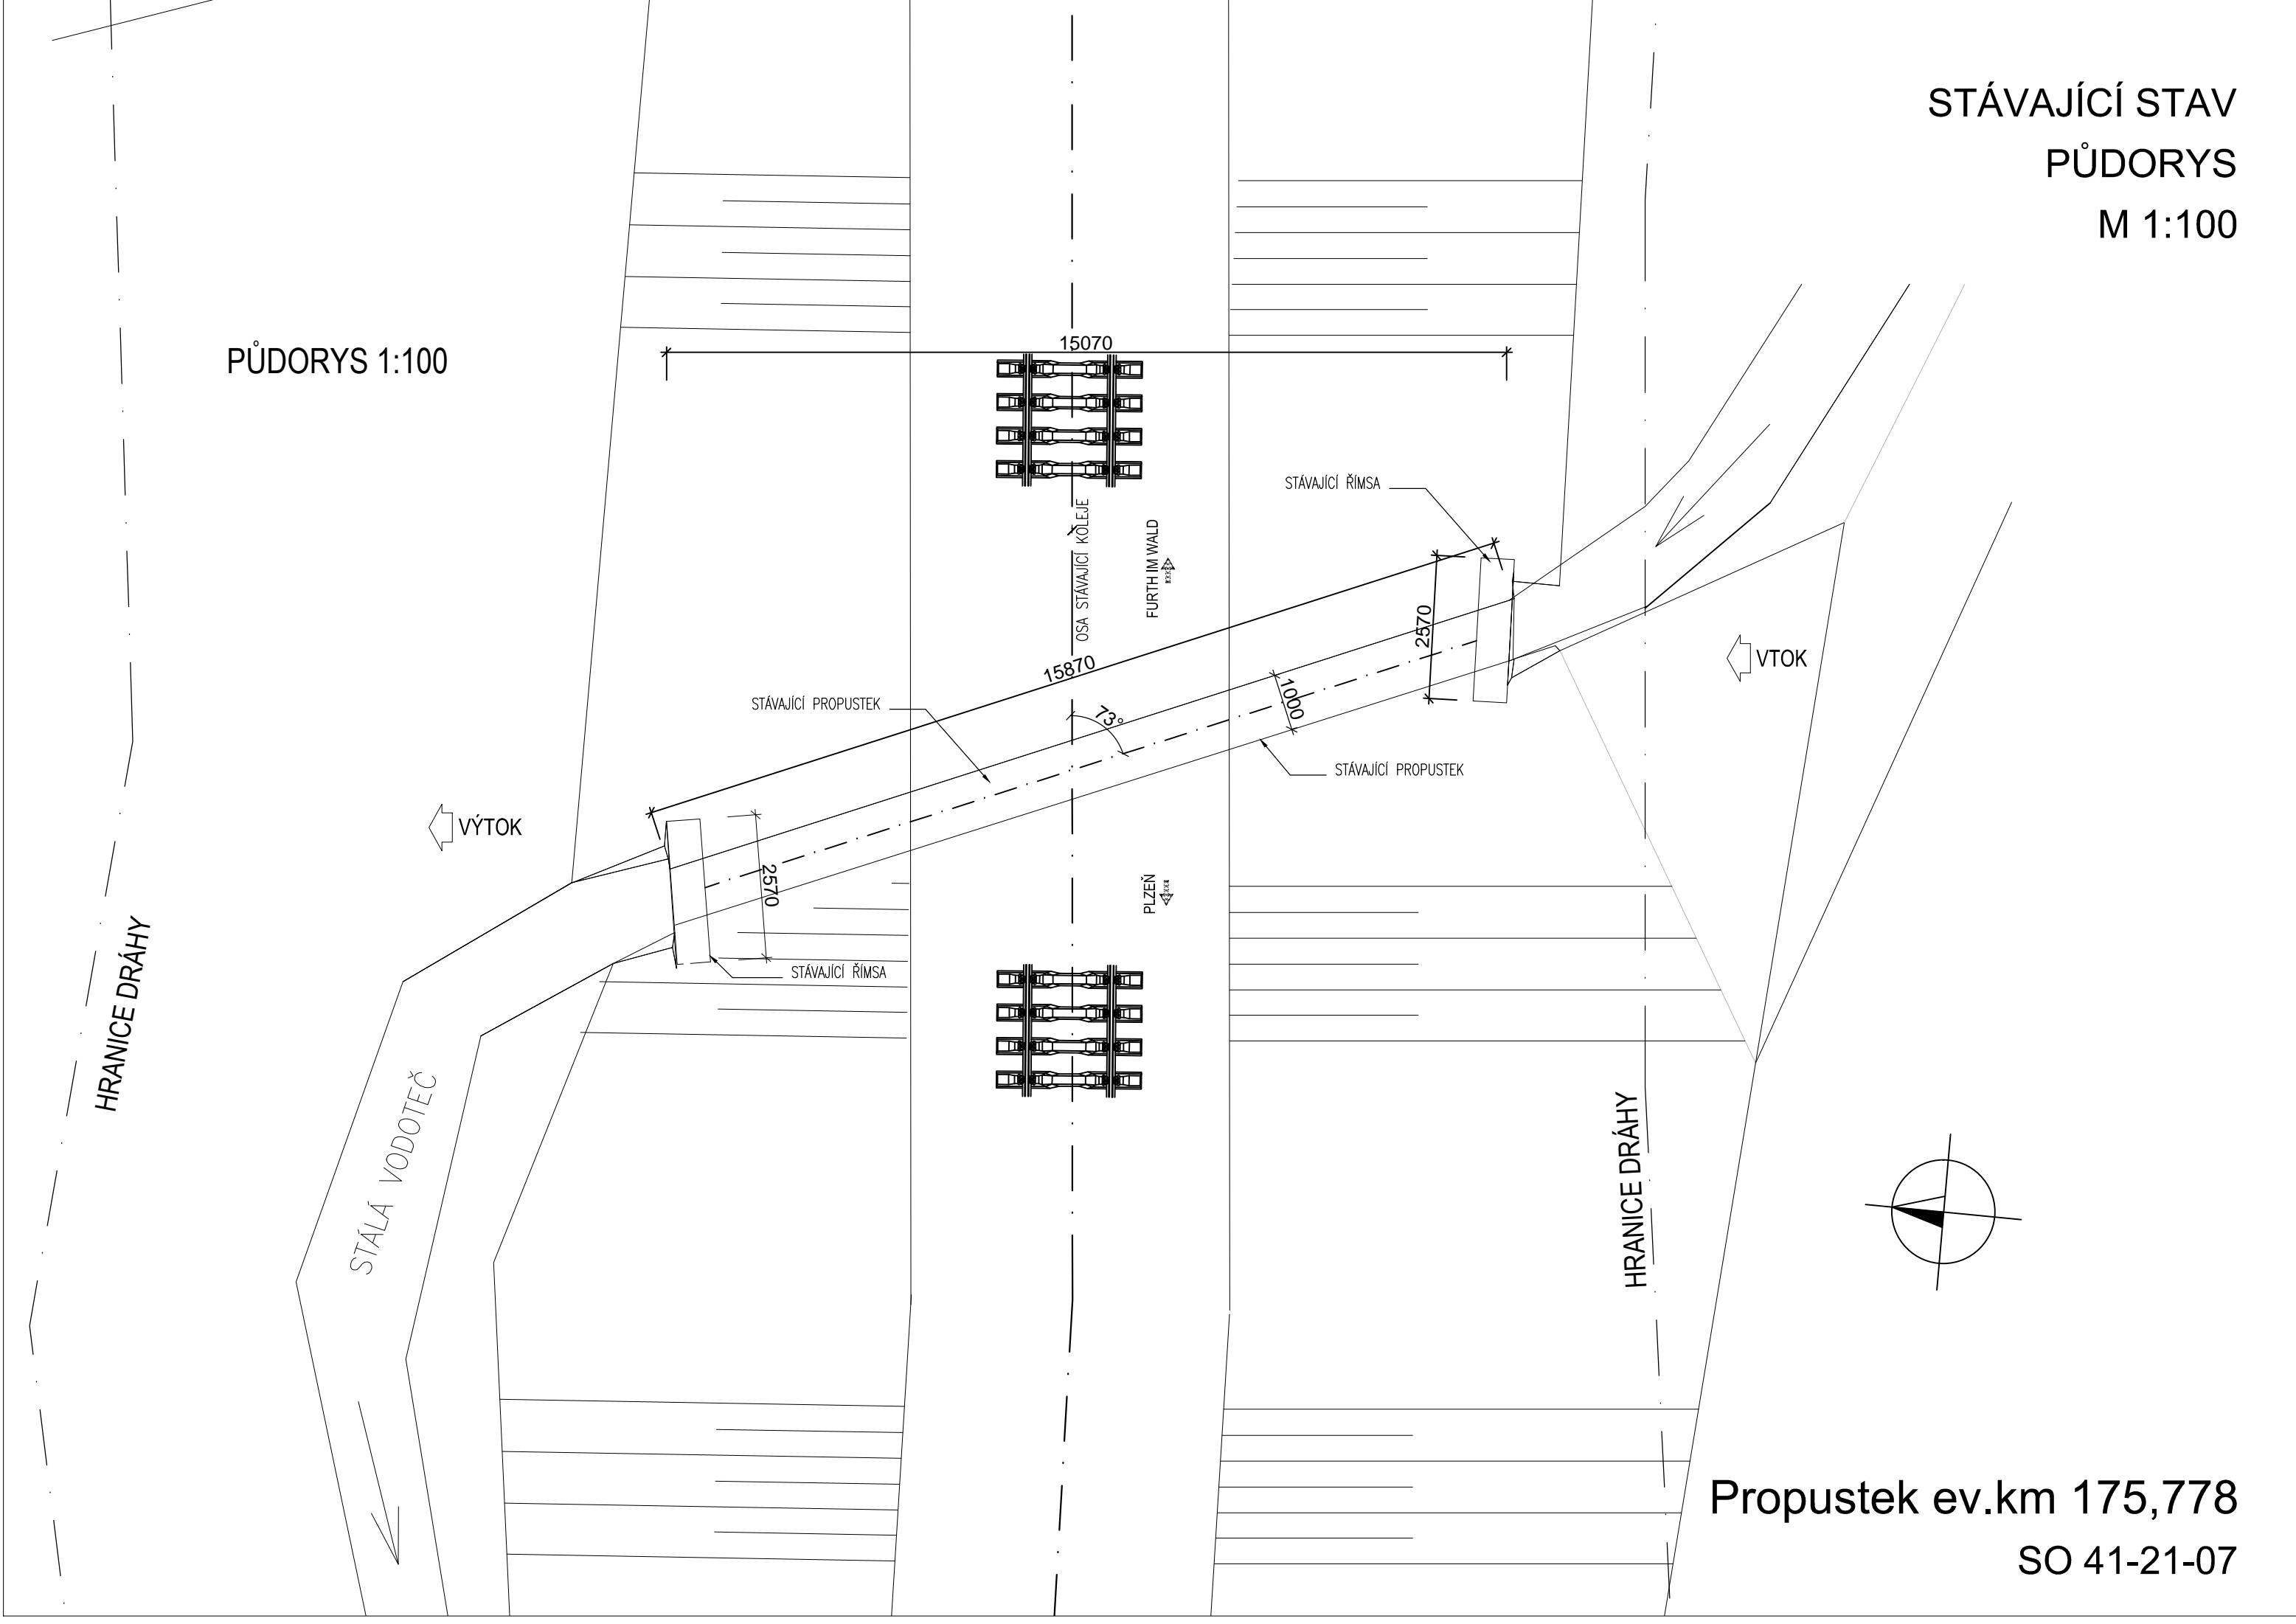 STÁVAJÍCÍ STAV
PŮDORYS
M 1:100
PŮDORYS 1:100
15070
STÁVAJÍCÍ ŘÍMSA
OSA STÁVAJÍCÍ KOLEJE
FURTH IM WALD
2570
15870
VTOK
STÁVAJÍCÍ PROPUSTEK
1000
73°
STÁVAJÍCÍ PROPUSTEK
VÝTOK
2570
PLZEŇ
STÁVAJÍCÍ ŘÍMSA
HRANICE DRÁHY
STÁLÁ VODOTEČ
HRANICE DRÁHY
Propustek ev.km 175,778
SO 41-21-07